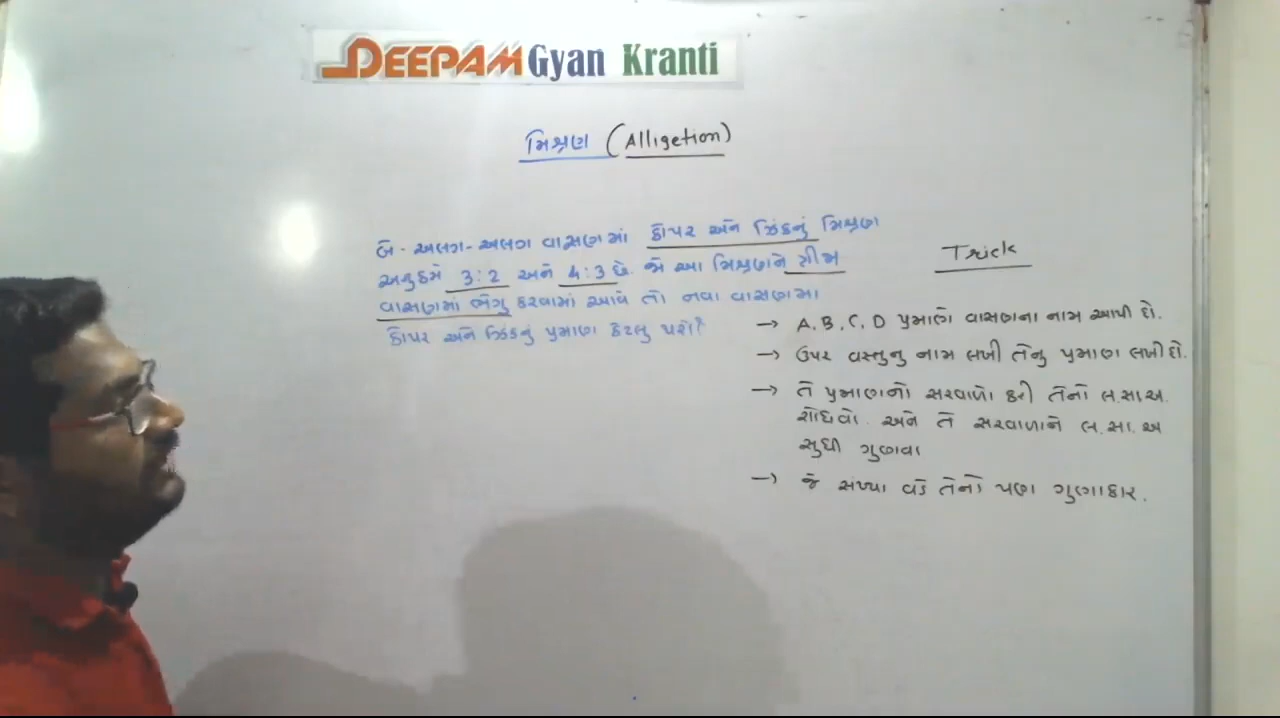 DEEPAM Gyan Kranti
મિશ્રણ (Alligetion)
બે અલગ-અલગ વાસણમાં કોપર અને ઝિંકનું મિશ્રણ
અનુક્રમે 3:2 અને 4:3 છે. જો આ મિશ્રણને ત્રીજા
વાસણમાં ભેગુ કરવામાં આવે તો નવા વાસણમા
કોપર અને ઝિંકનું પ્રમાણ કેટલુ થશે?
Trick
→ A, B, C, D પ્રમાણે વાસણના નામ આપી દો.
→ ઉપર વસ્તુનુ નામ લખી તેનુ પ્રમાણ લખી દો.
→ તે પ્રમાણનો સરવાળો કરી તેનો લ.સા.અ.
શોધવો. અને તે સરવાળાને લ.સા.અ
સુધી ગુણવા
→ જે સંખ્યા વડે તેનો પણ ગુણાકાર.